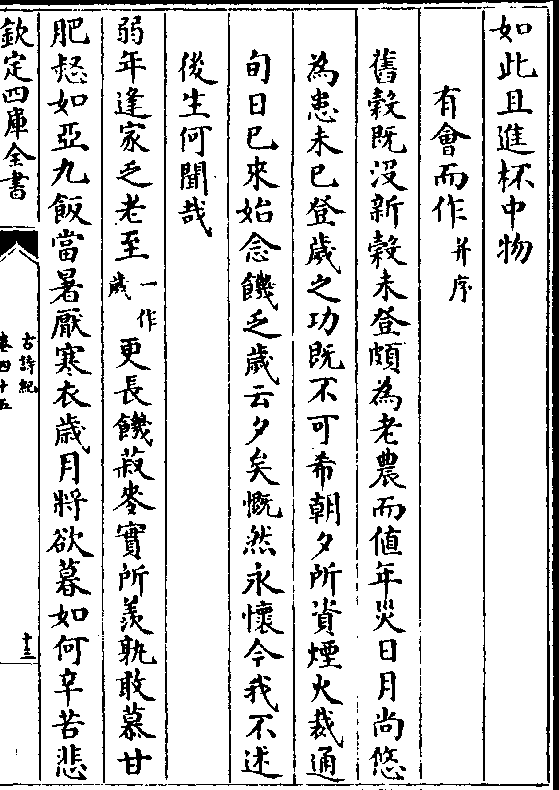 如此且進杯中物
有會而作并序
舊穀既没新穀未登頗為老農而值年災日月尚悠
為患未已登歲之功既不可希朝夕所資煙火裁通
旬日已來始念饑乏歲云夕矣慨然永懷今我不述
後生何聞哉
弱年逢家乏老至一作歲更長饑菽麥實所羡孰敢慕甘
肥惄如亞九飯當暑厭寒衣歲月將欲暮如何辛苦悲
欽定四庫全書
古詩紀
卷四十五
十三